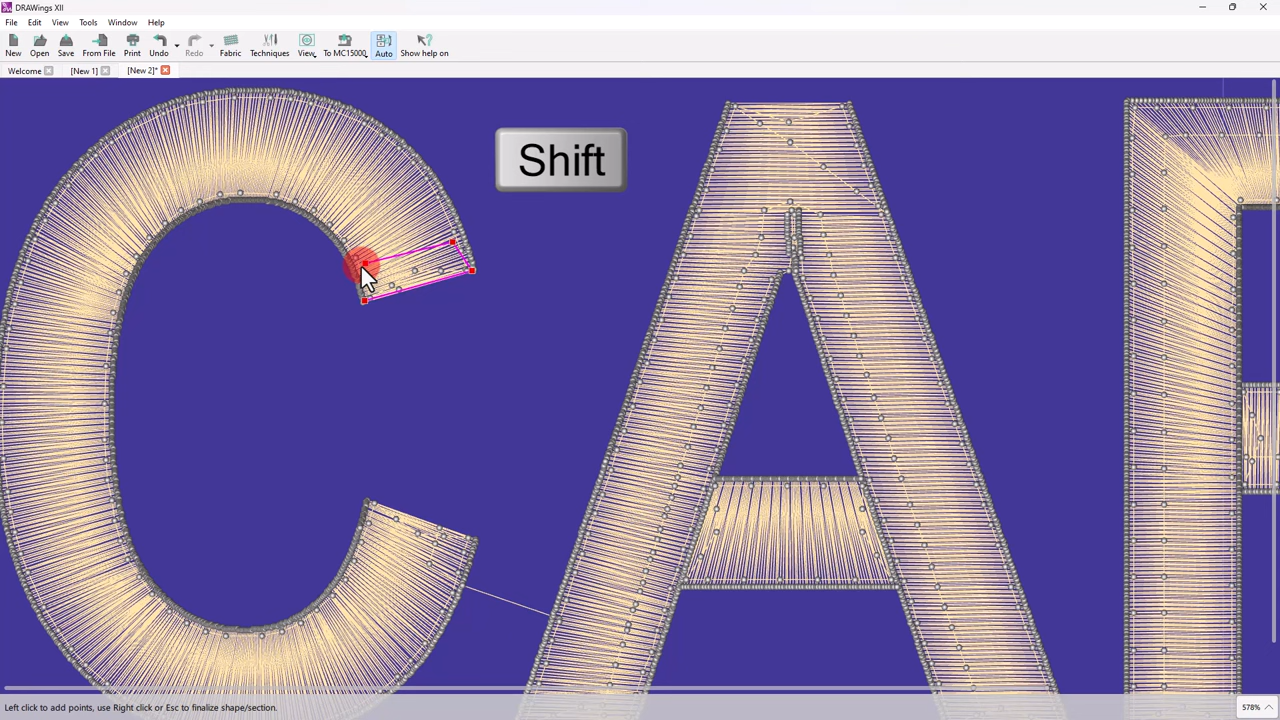 DRAWings XII
File Edit View Tools Window Help
New Open Save From File Print Undo Redo Fabric Techniques View To MC15000 Auto Show help on
Welcome [New 1] [New 2]*
Shift
CAF
Left click to add points, use Right click or Esc to finalize shape/section.
578%